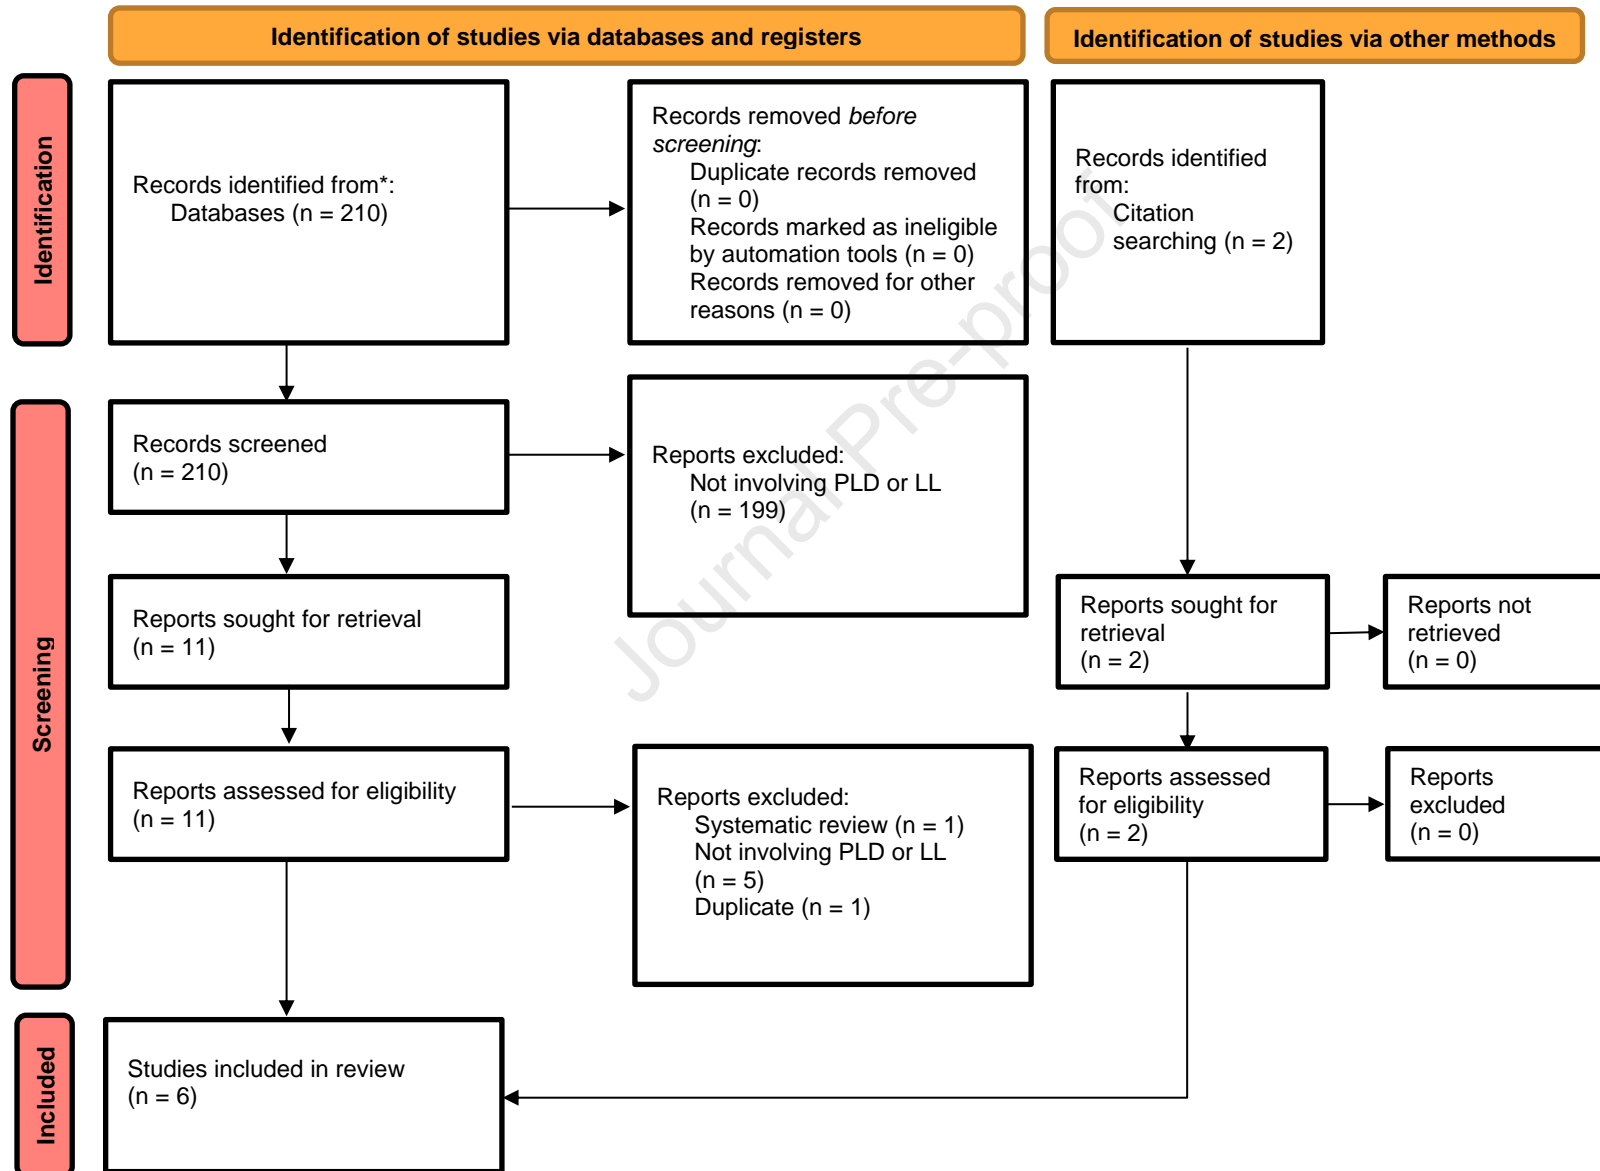 Identification of studies via databases and registers
Identification of studies via other methods
Identification
Records identified from*:
Databases (n = 210)
Records removed before
screening:
Duplicate records removed
(n = 0)
Records marked as ineligible
by automation tools (n = 0)
Records removed for other
reasons (n = 0)
Records identified
from:
Citation
searching (n = 2)
Screening
Records screened
(n = 210)
Reports excluded:
Not involving PLD or LL
(n = 199)
Reports sought for retrieval
(n = 11)
Reports sought for
retrieval
(n = 2)
Reports not
retrieved
(n = 0)
Reports assessed for eligibility
(n = 11)
Reports excluded:
Systematic review (n = 1)
Not involving PLD or LL
(n = 5)
Duplicate (n = 1)
Reports assessed
for eligibility
(n = 2)
Reports
excluded
(n = 0)
Included
Studies included in review
(n = 6)
Journal Pre-proof